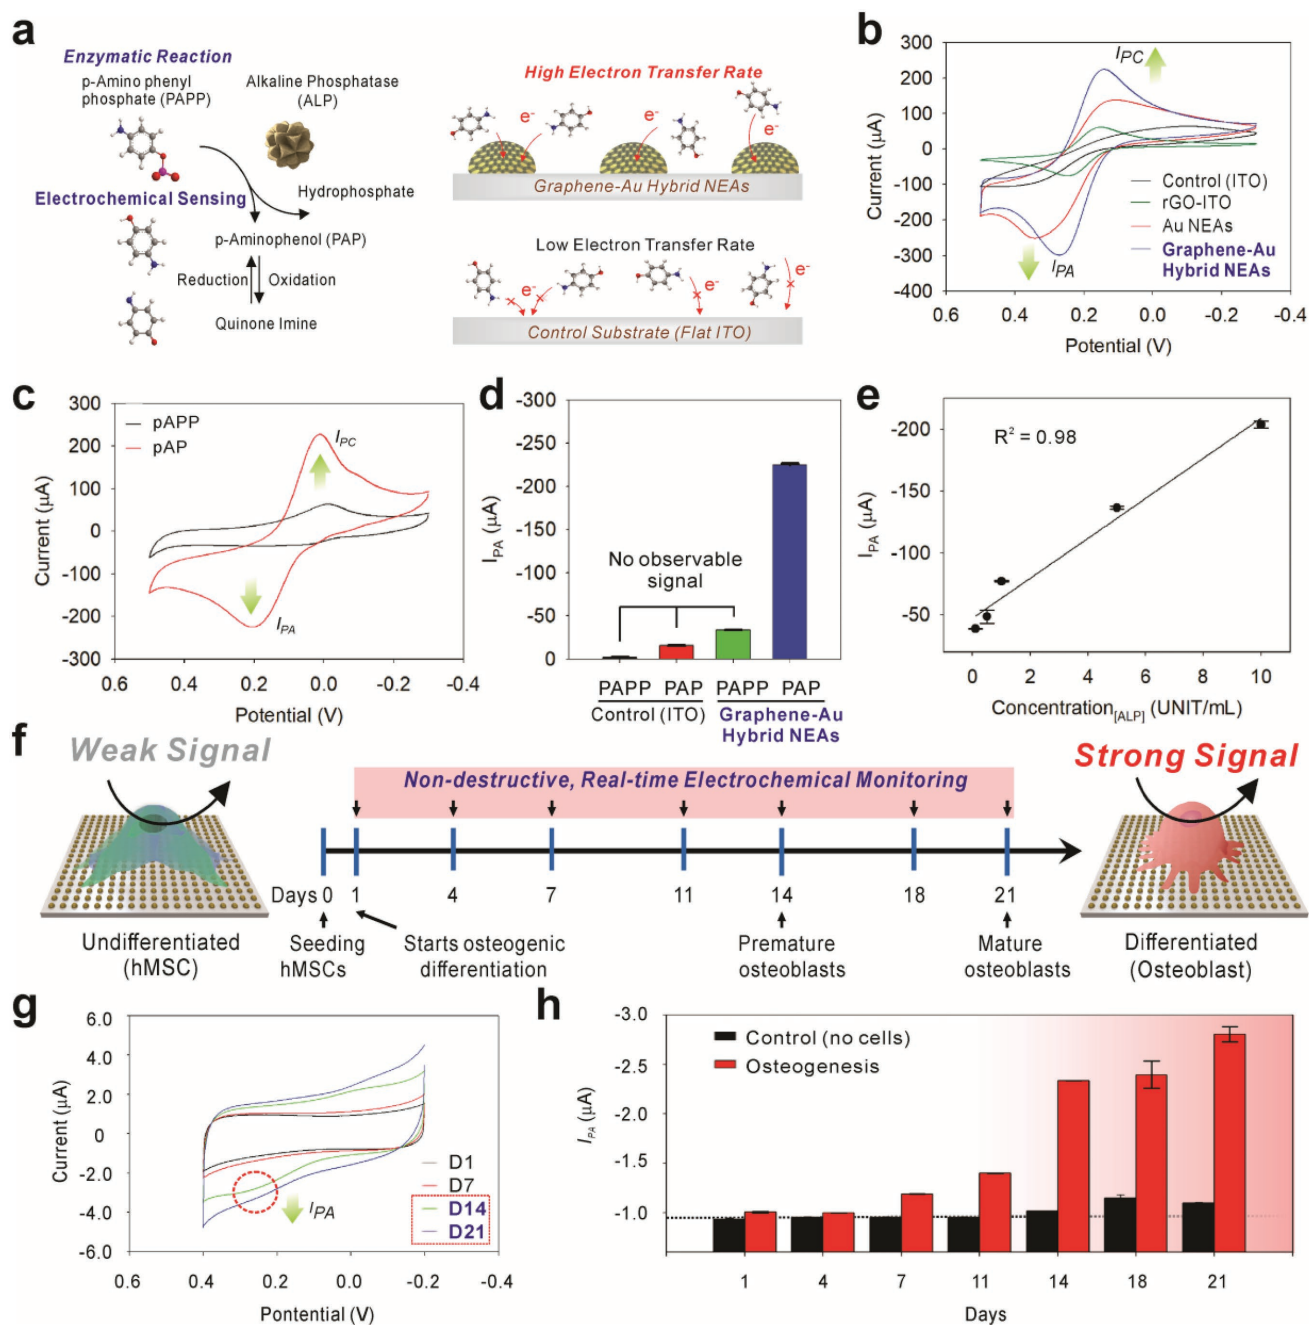 a
Enzymatic Reaction
p-Amino phenyl
phosphate (PAPP)
Alkaline Phosphatase
(ALP)
Hydrophosphate
Electrochemical Sensing
p-Aminophenol (PAP)
Reduction
Oxidation
Quinone Imine
High Electron Transfer Rate
e-
e-
e-
e-
Graphene-Au Hybrid NEAs
Low Electron Transfer Rate
e-
e-
e-
Control Substrate (Flat ITO)
b
300
200
100
0
-100
-200
-300
-400
Current (µA)
IPC
IPA
Control (ITO)
rGO-ITO
Au NEAs
Graphene-Au
Hybrid NEAs
0.6 0.4 0.2 0.0 -0.2 -0.4
Potential (V)
c
300
200
100
0
-100
-200
-300
Current (µA)
pAPP
pAP
IPC
IPA
0.6 0.4 0.2 0.0 -0.2 -0.4
Potential (V)
d
-300
-250
-200
-150
-100
-50
0
IPA (µA)
No observable
signal
PAPP PAP PAPP PAP
Control (ITO)
Graphene-Au
Hybrid NEAs
e
-200
-150
-100
-50
IPA (µA)
R2 = 0.98
0 2 4 6 8 10
Concentration[ALP] (UNIT/mL)
f
Weak Signal
Non-destructive, Real-time Electrochemical Monitoring
Strong Signal
Days 0 1 4 7 11 14 18 21
Undifferentiated
(hMSC)
Seeding
hMSCs
Starts osteogenic
differentiation
Premature
osteoblasts
Mature
osteoblasts
Differentiated
(Osteoblast)
g
6.0
4.0
2.0
0
-2.0
-4.0
-6.0
Current (µA)
IPA
D1
D7
D14
D21
0.6 0.4 0.2 0.0 -0.2 -0.4
Pontential (V)
h
-3.0
-2.5
-2.0
-1.5
-1.0
IPA (µA)
Control (no cells)
Osteogenesis
1 4 7 11 14 18 21
Days